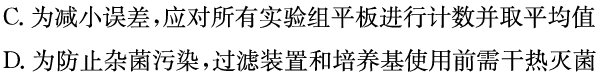 C. 为减小误差,应对所有实验组平板进行计数并取平均值
D. 为防止杂菌污染,过滤装置和培养基使用前需干热灭菌